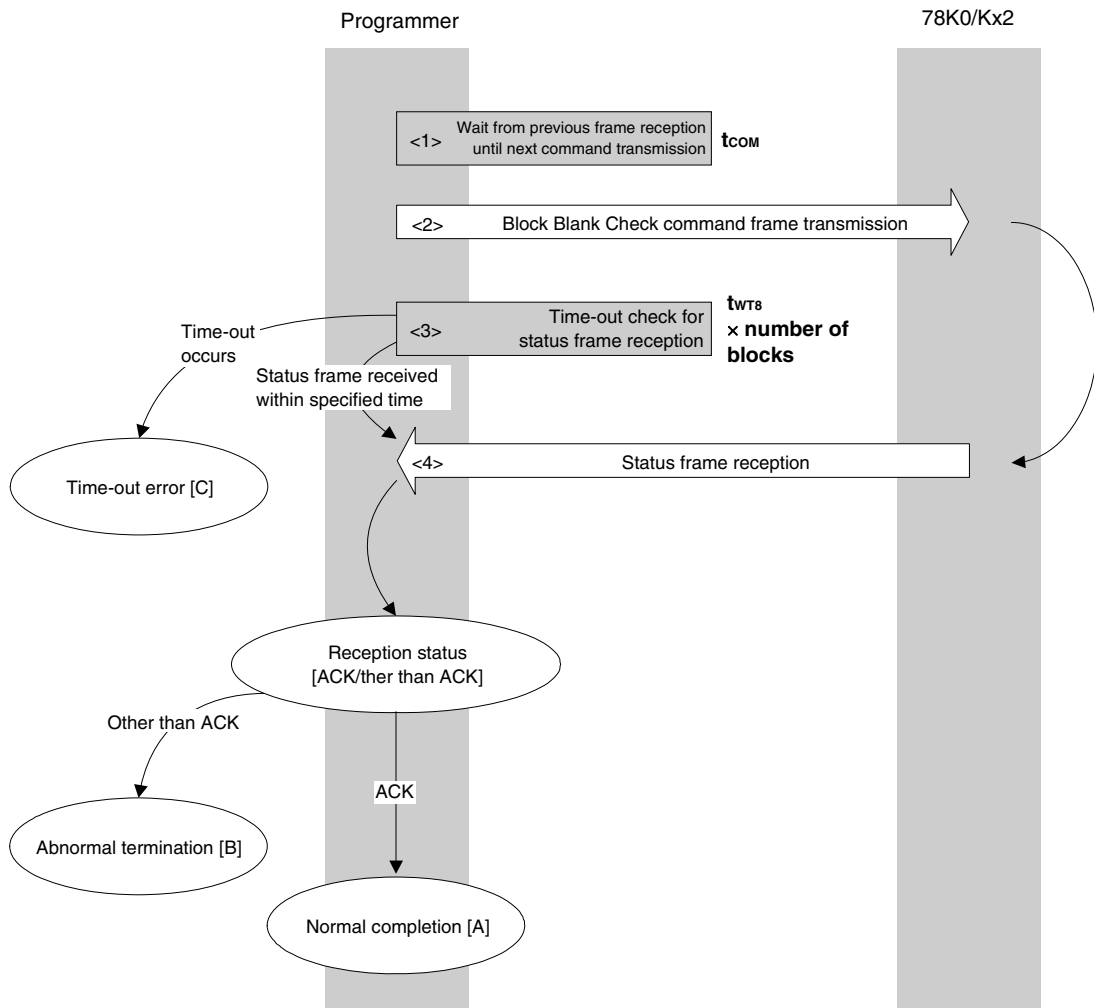 Programmer
78K0/Kx2
<1>
Wait from previous frame reception
until next command transmission
tCOM
<2>
Block Blank Check command frame transmission
<3>
Time-out check for
status frame reception
tWT8
× number of
blocks
Time-out
occurs
Status frame received
within specified time
<4>
Status frame reception
Time-out error [C]
Reception status
[ACK/ther than ACK]
Other than ACK
ACK
Abnormal termination [B]
Normal completion [A]